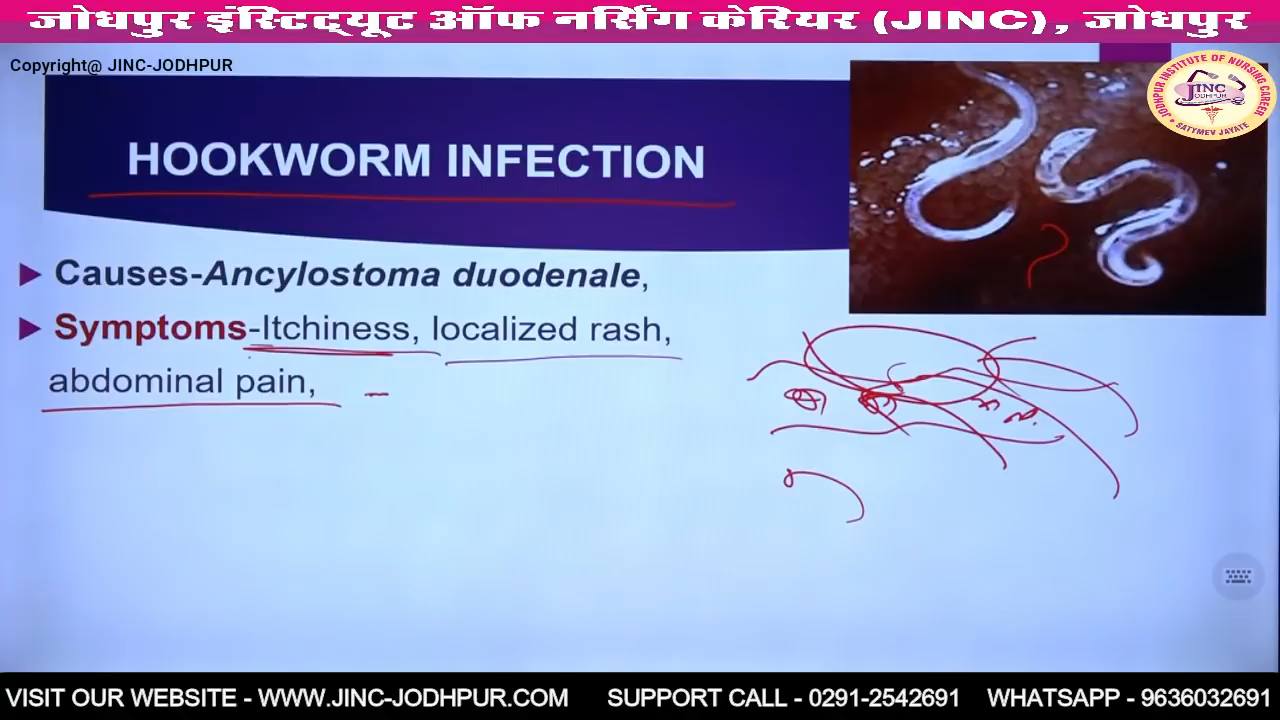 जोधपुर इंस्टिट्यूट ऑफ नर्सिंग केरियर (JINC) , जोधपुर
Copyright@ JINC-JODHPUR
JODHPUR INSTITUTE OF NURSING CAREER
JINC
JODHPUR
SATYMEV JAYATE
HOOKWORM INFECTION
Causes-Ancylostoma duodenale,
Symptoms-Itchiness, localized rash,
abdominal pain,
VISIT OUR WEBSITE - WWW.JINC-JODHPUR.COM SUPPORT CALL - 0291-2542691 WHATSAPP - 9636032691